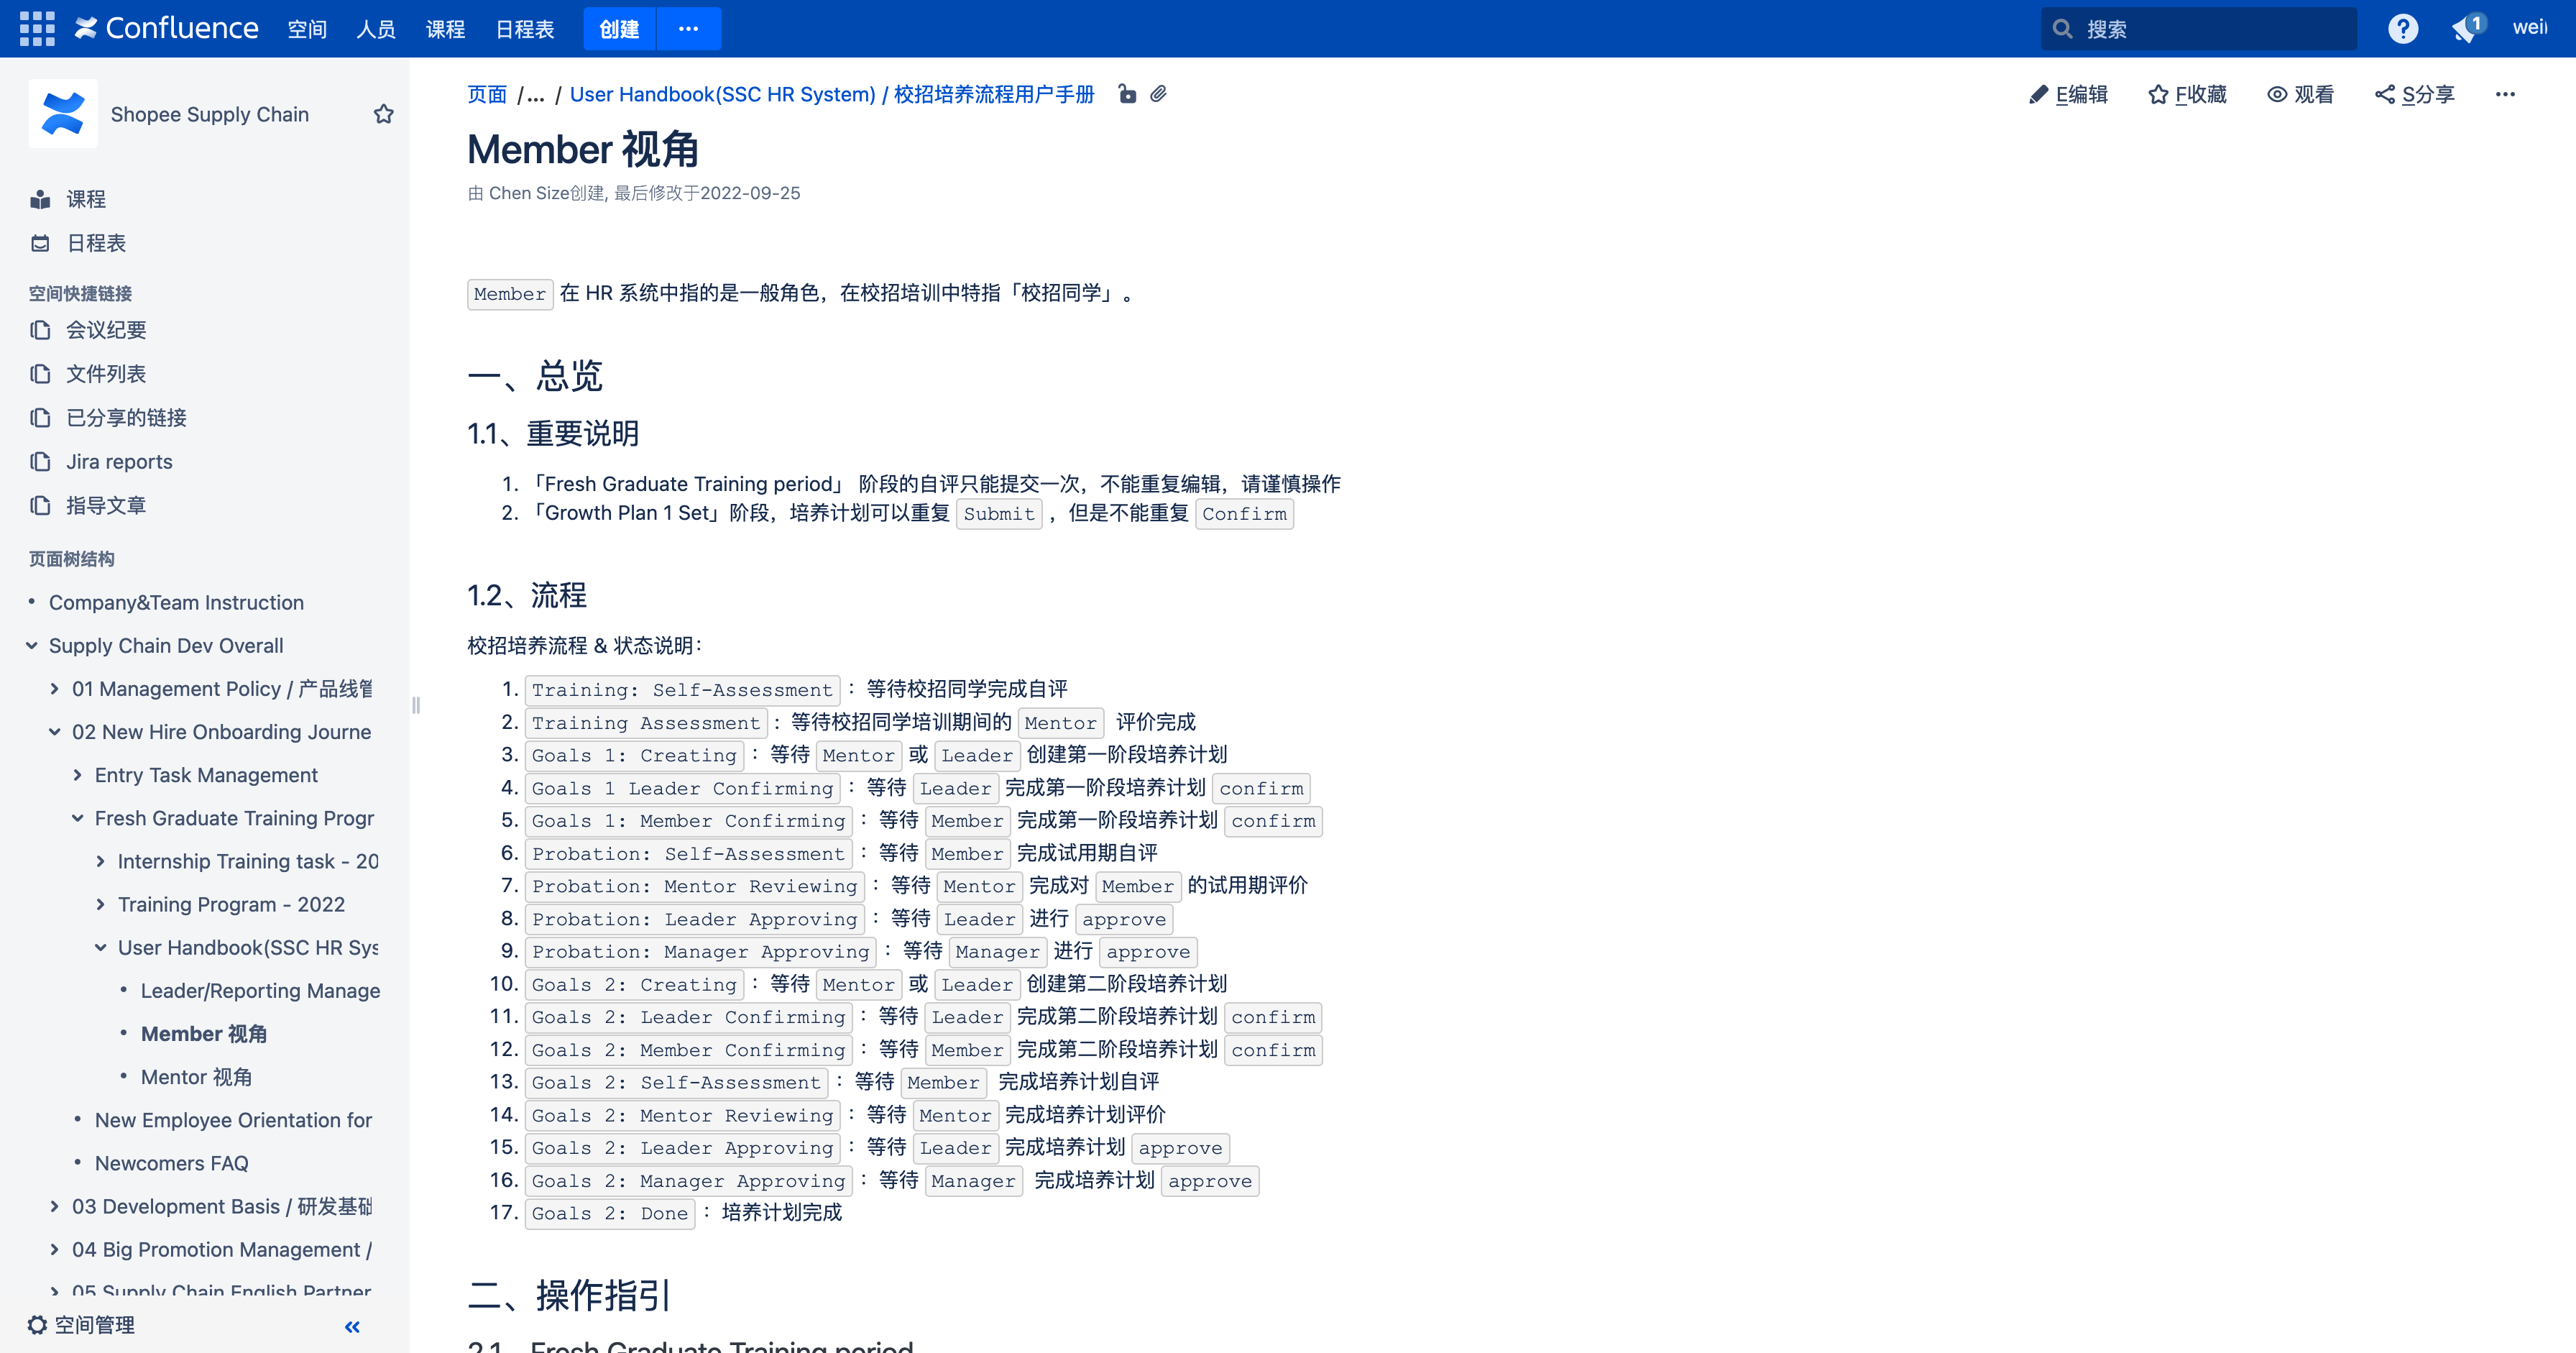 Confluence 空间 人员 课程 日程表 创建 ··· 搜索 1
Shopee Supply Chain
课程
日程表
空间快捷链接
会议纪要
文件列表
已分享的链接
Jira reports
指导文章
页面树结构
Company&Team Instruction
Supply Chain Dev Overall
01 Management Policy / 产品线管
02 New Hire Onboarding Journe
Entry Task Management
Fresh Graduate Training Progr
Internship Training task - 20
Training Program - 2022
User Handbook(SSC HR Sys
Leader/Reporting Manage
Member 视角
Mentor 视角
New Employee Orientation for
Newcomers FAQ
03 Development Basis / 研发基础
04 Big Promotion Management /
05 Supply Chain English Partner
空间管理
页面 /... / User Handbook(SSC HR System) / 校招培养流程用户手册
E编辑 F收藏 观看 S分享 ···
Member 视角
由 Chen Size创建, 最后修改于2022-09-25
Member 在 HR 系统中指的是一般角色，在校招培训中特指「校招同学」。
一、总览
1.1、重要说明
1. 「Fresh Graduate Training period」 阶段的自评只能提交一次，不能重复编辑，请谨慎操作
2. 「Growth Plan 1 Set」阶段，培养计划可以重复 Submit ，但是不能重复 Confirm
1.2、流程
校招培养流程 & 状态说明：
1. Training: Self-Assessment ：等待校招同学完成自评
2. Training Assessment ：等待校招同学培训期间的 Mentor 评价完成
3. Goals 1: Creating ：等待 Mentor 或 Leader 创建第一阶段培养计划
4. Goals 1 Leader Confirming ：等待 Leader 完成第一阶段培养计划 confirm
5. Goals 1: Member Confirming ：等待 Member 完成第一阶段培养计划 confirm
6. Probation: Self-Assessment ：等待 Member 完成试用期自评
7. Probation: Mentor Reviewing ：等待 Mentor 完成对 Member 的试用期评价
8. Probation: Leader Approving ：等待 Leader 进行 approve
9. Probation: Manager Approving ：等待 Manager 进行 approve
10. Goals 2: Creating ：等待 Mentor 或 Leader 创建第二阶段培养计划
11. Goals 2: Leader Confirming ：等待 Leader 完成第二阶段培养计划 confirm
12. Goals 2: Member Confirming ：等待 Member 完成第二阶段培养计划 confirm
13. Goals 2: Self-Assessment ：等待 Member 完成培养计划自评
14. Goals 2: Mentor Reviewing ：等待 Mentor 完成培养计划评价
15. Goals 2: Leader Approving ：等待 Leader 完成培养计划 approve
16. Goals 2: Manager Approving ：等待 Manager 完成培养计划 approve
17. Goals 2: Done ：培养计划完成
二、操作指引
2.1、Fresh Graduate Training period